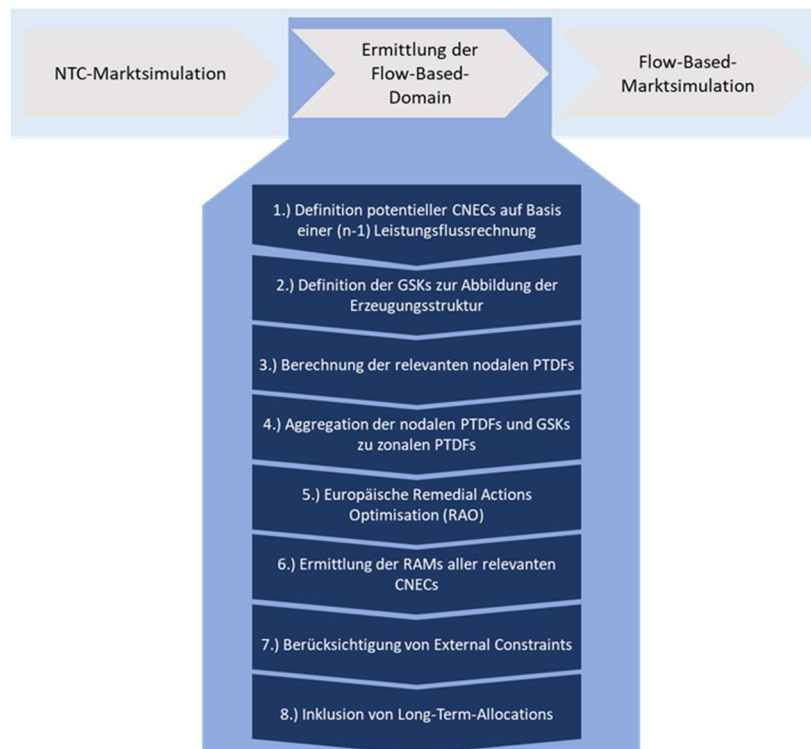 NTC-Marktsimulation
Ermittlung der
Flow-Based-
Domain
Flow-Based-
Marktsimulation
1.) Definition potentieller CNECs auf Basis
einer (n-1) Leistungsflussrechnung
2.) Definition der GSKs zur Abbildung der
Erzeugungsstruktur
3.) Berechnung der relevanten nodalen PTDFs
4.) Aggregation der nodalen PTDFs und GSKs
zu zonalen PTDFs
5.) Europäische Remedial Actions
Optimisation (RAO)
6.) Ermittlung der RAMs aller relevanten
CNECs
7.) Berücksichtigung von External Constraints
8.) Inklusion von Long-Term-Allocations